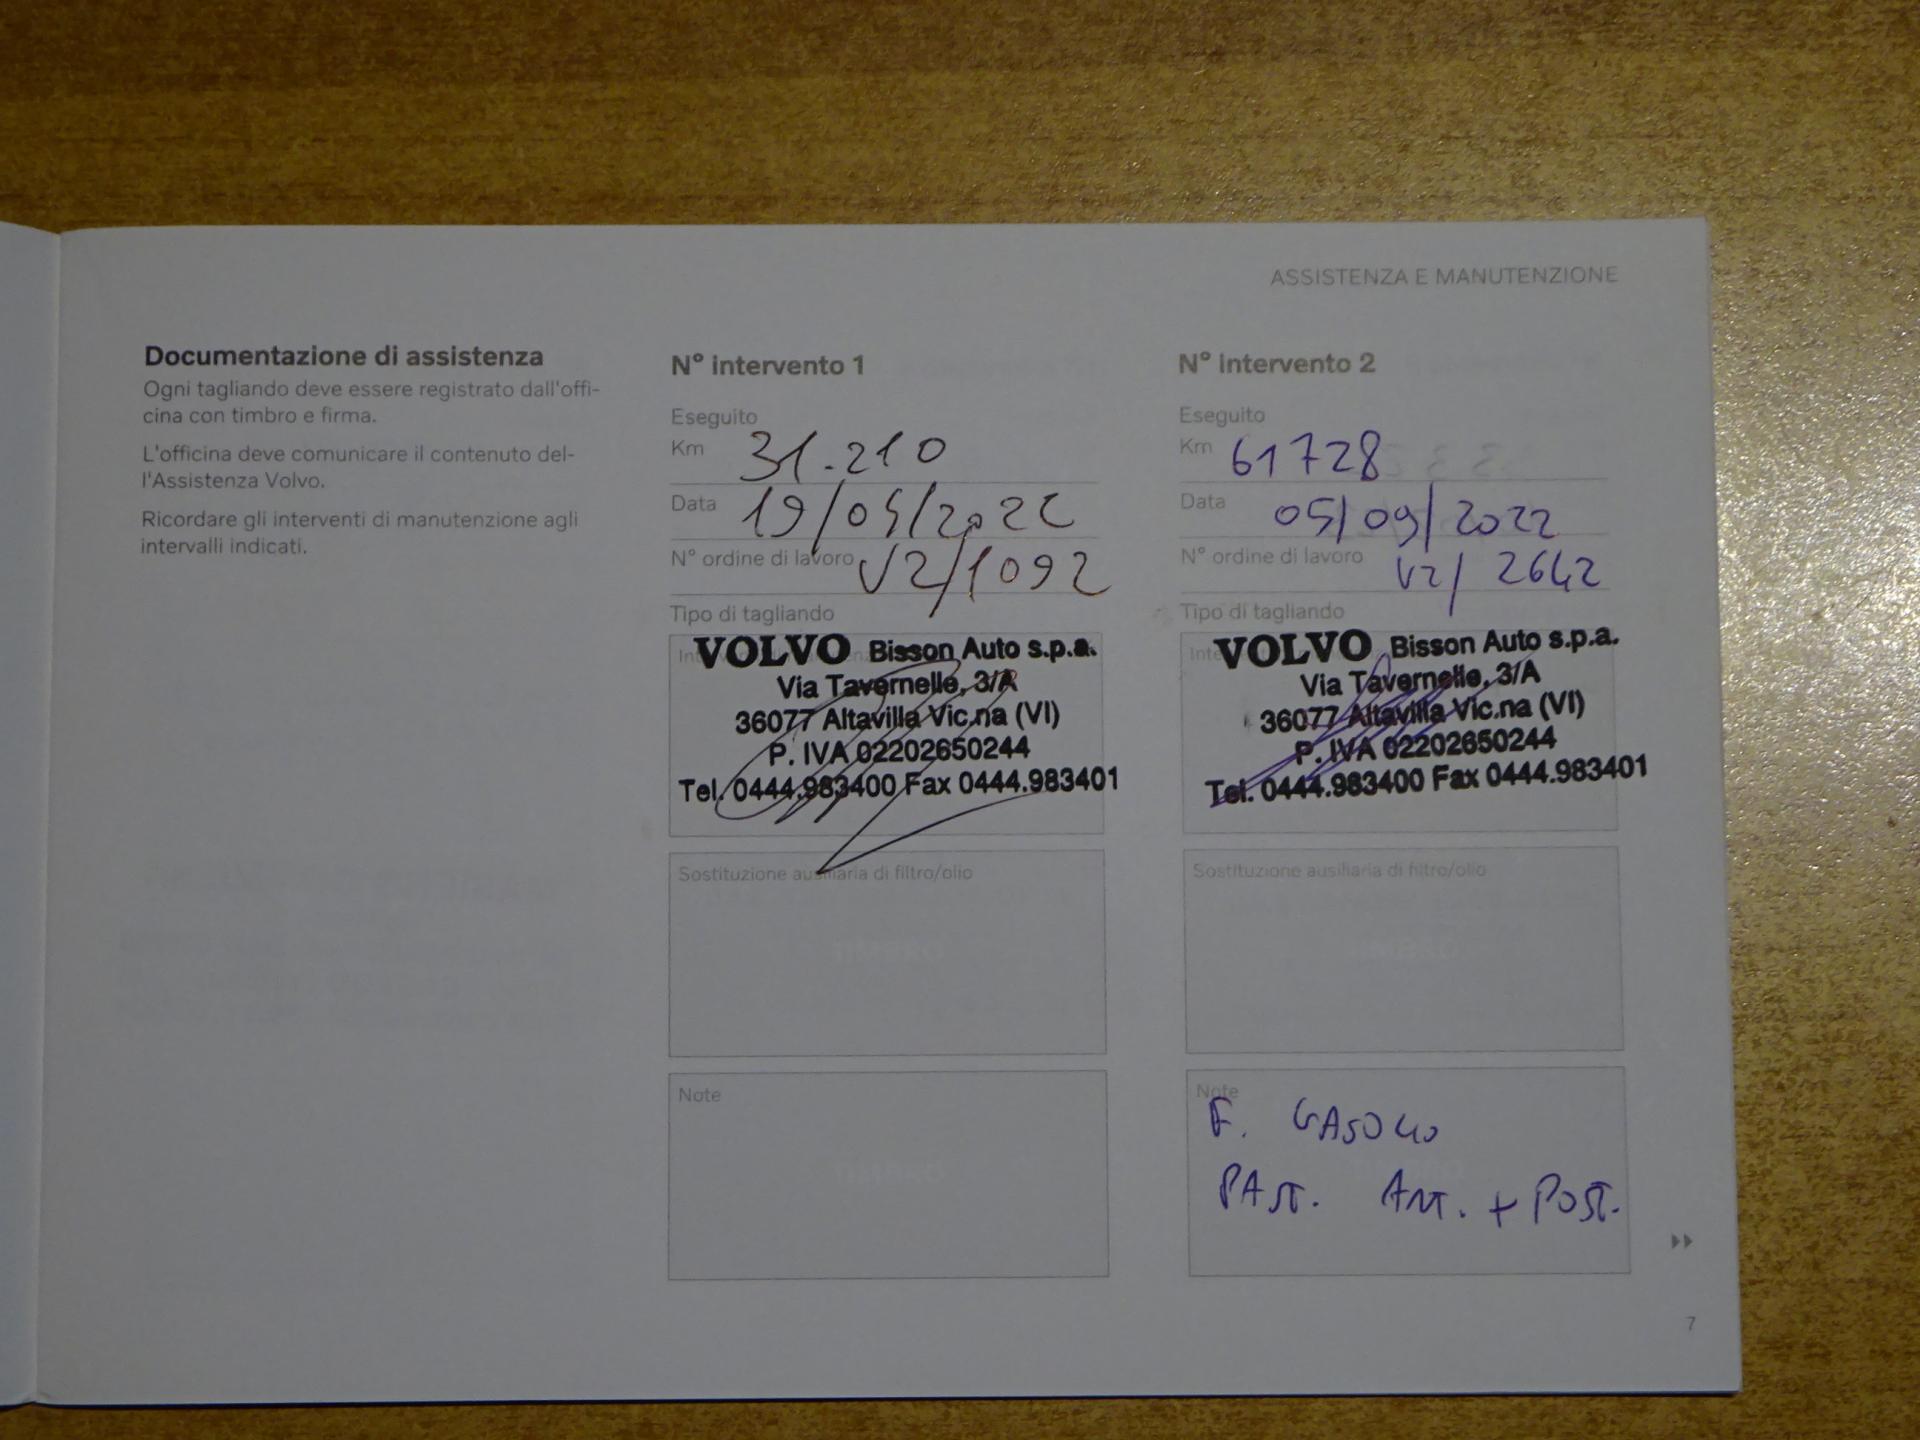 ASSISTENZA E MANUTENZIONE
Documentazione di assistenza
Ogni tagliando deve essere registrato dall'offi-
cina con timbro e firma.
L'officina deve comunicare il contenuto del-
l'Assistenza Volvo.
Ricordare gli interventi di manutenzione agli
intervalli indicati.
N° intervento 1
Eseguito
Km 31.210
Data 19/05/2022
N° ordine di lavoro V2/1092
Tipo di tagliando
VOLVO Bisson Auto s.p.a.
Via Tavernelle, 3/A
36077 Altavilla Vic.na (VI)
P. IVA 02202650244
Tel. 0444.983400 Fax 0444.983401
Sostituzione ausiliaria di filtro/olio
Note
N° intervento 2
Eseguito
Km 61728
Data 05/09/2022
N° ordine di lavoro V2/ 2642
Tipo di tagliando
VOLVO Bisson Auto s.p.a.
Via Tavernelle, 3/A
36077 Altavilla Vic.na (VI)
P. IVA 02202650244
Tel. 0444.983400 Fax 0444.983401
Sostituzione ausiliaria di filtro/olio
Note
F. GASOLIO
PAST. ANT. + POST.
7